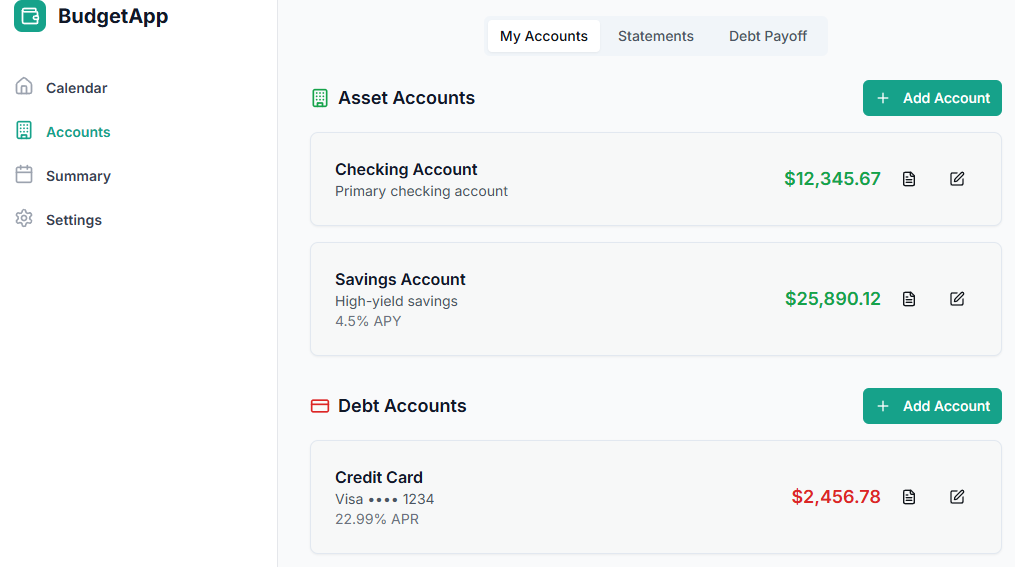 BudgetApp
Calendar
Accounts
Summary
Settings
My Accounts Statements Debt Payoff
Asset Accounts
+ Add Account
Checking Account
Primary checking account
$12,345.67
Savings Account
High-yield savings
4.5% APY
$25,890.12
Debt Accounts
+ Add Account
Credit Card
Visa •••• 1234
22.99% APR
$2,456.78